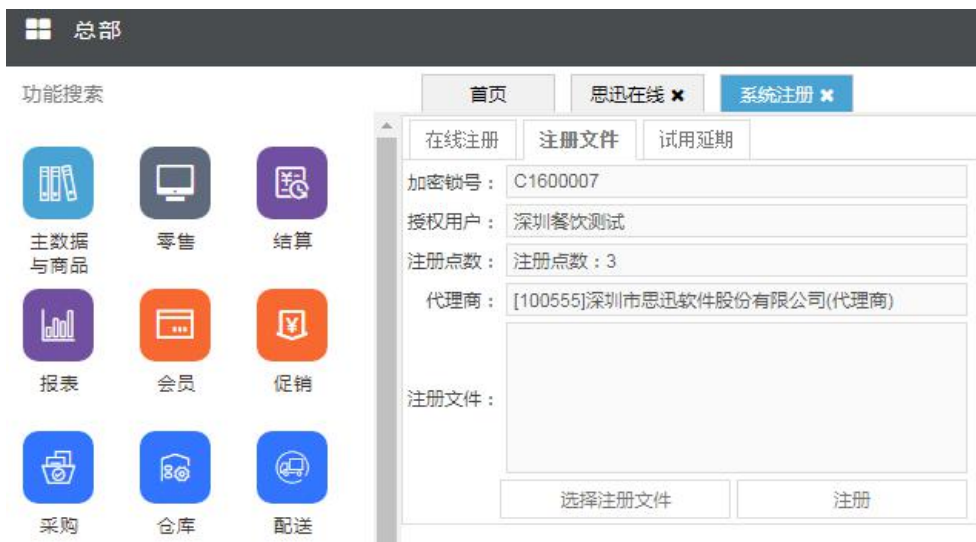 总部
功能搜索
首页
思迅在线 ✖
系统注册 ✖
在线注册
注册文件
试用延期
加密锁号：
C1600007
授权用户：
深圳餐饮测试
注册点数：
注册点数：3
代理商：
[100555]深圳市思迅软件股份有限公司(代理商)
注册文件：
选择注册文件
注册
主数据
与商品
零售
结算
报表
会员
促销
采购
仓库
配送